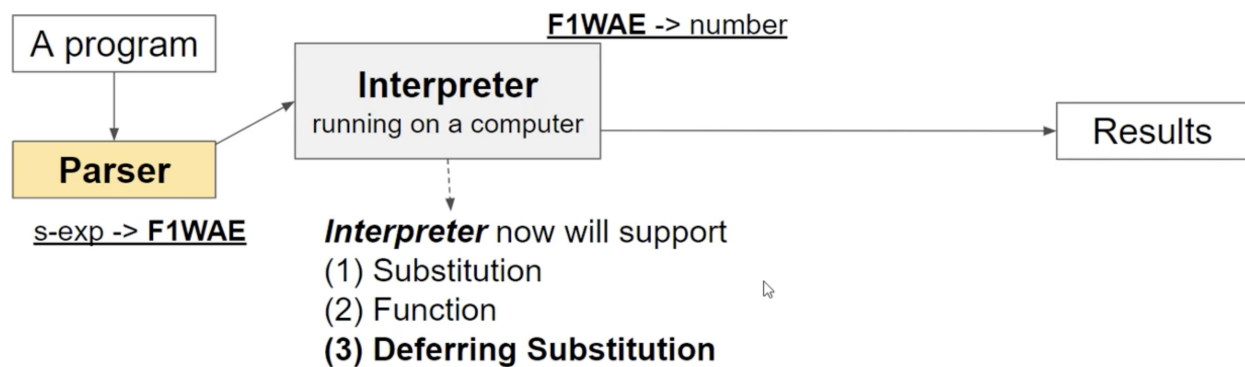 F1WAE -> number
A program
Interpreter
running on a computer
Results
Parser
s-exp -> F1WAE
Interpreter now will support
(1) Substitution
(2) Function
(3) Deferring Substitution